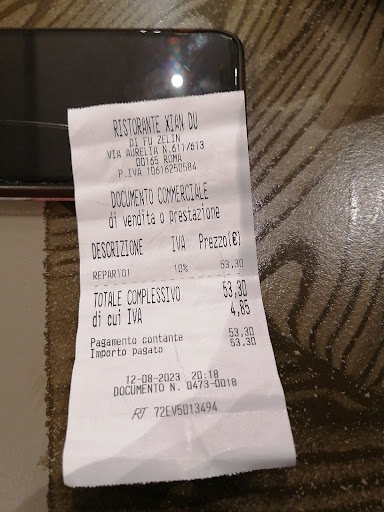 RISTORANTE XIAN DU
DI FU ZELIN
VIA AURELIA N.611/613
00165 ROMA
P.IVA 10616250584
DOCUMENTO COMMERCIALE
di vendita o prestazione
DESCRIZIONE IVA Prezzo(€)
REPARTO1 10% 53,30
TOTALE COMPLESSIVO 53,30
di cui IVA 4,85
Pagamento contante 53,30
Importo pagato 53,30
12-08-2023 20:18
DOCUMENTO N. 0473-0018
RT 72EV5013494